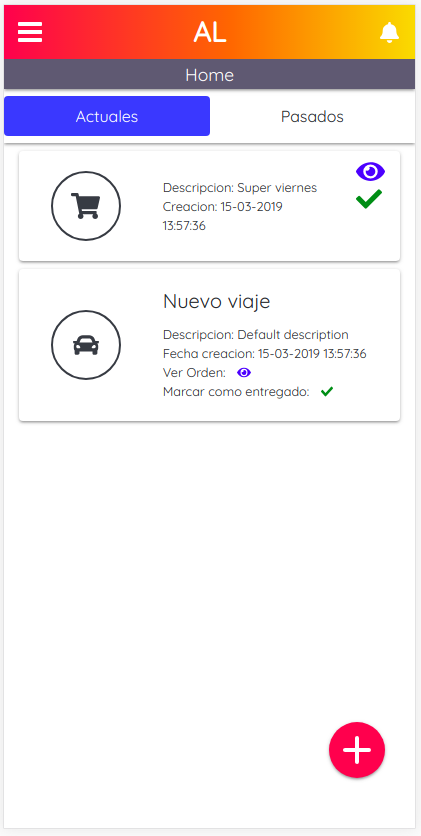 AL
Home
Actuales
Pasados
Descripcion: Super viernes
Creacion: 15-03-2019
13:57:36
Nuevo viaje
Descripcion: Default description
Fecha creacion: 15-03-2019 13:57:36
Ver Orden:
Marcar como entregado: